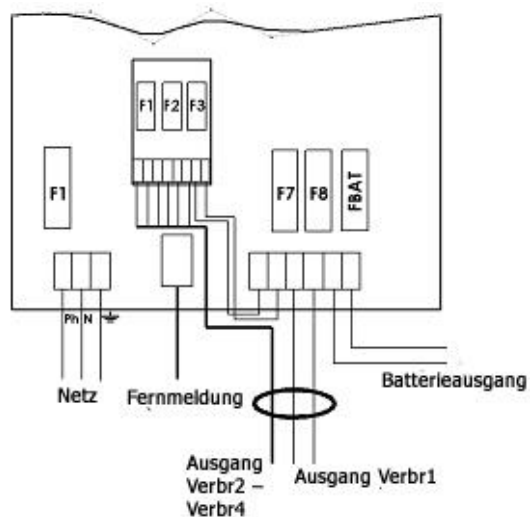 F1 F2 F3
F1
F7 F8 FBAT
Ph N
Netz
Fernmeldung
Batterieausgang
Ausgang
Verbr2 –
Verbr4
Ausgang Verbr1